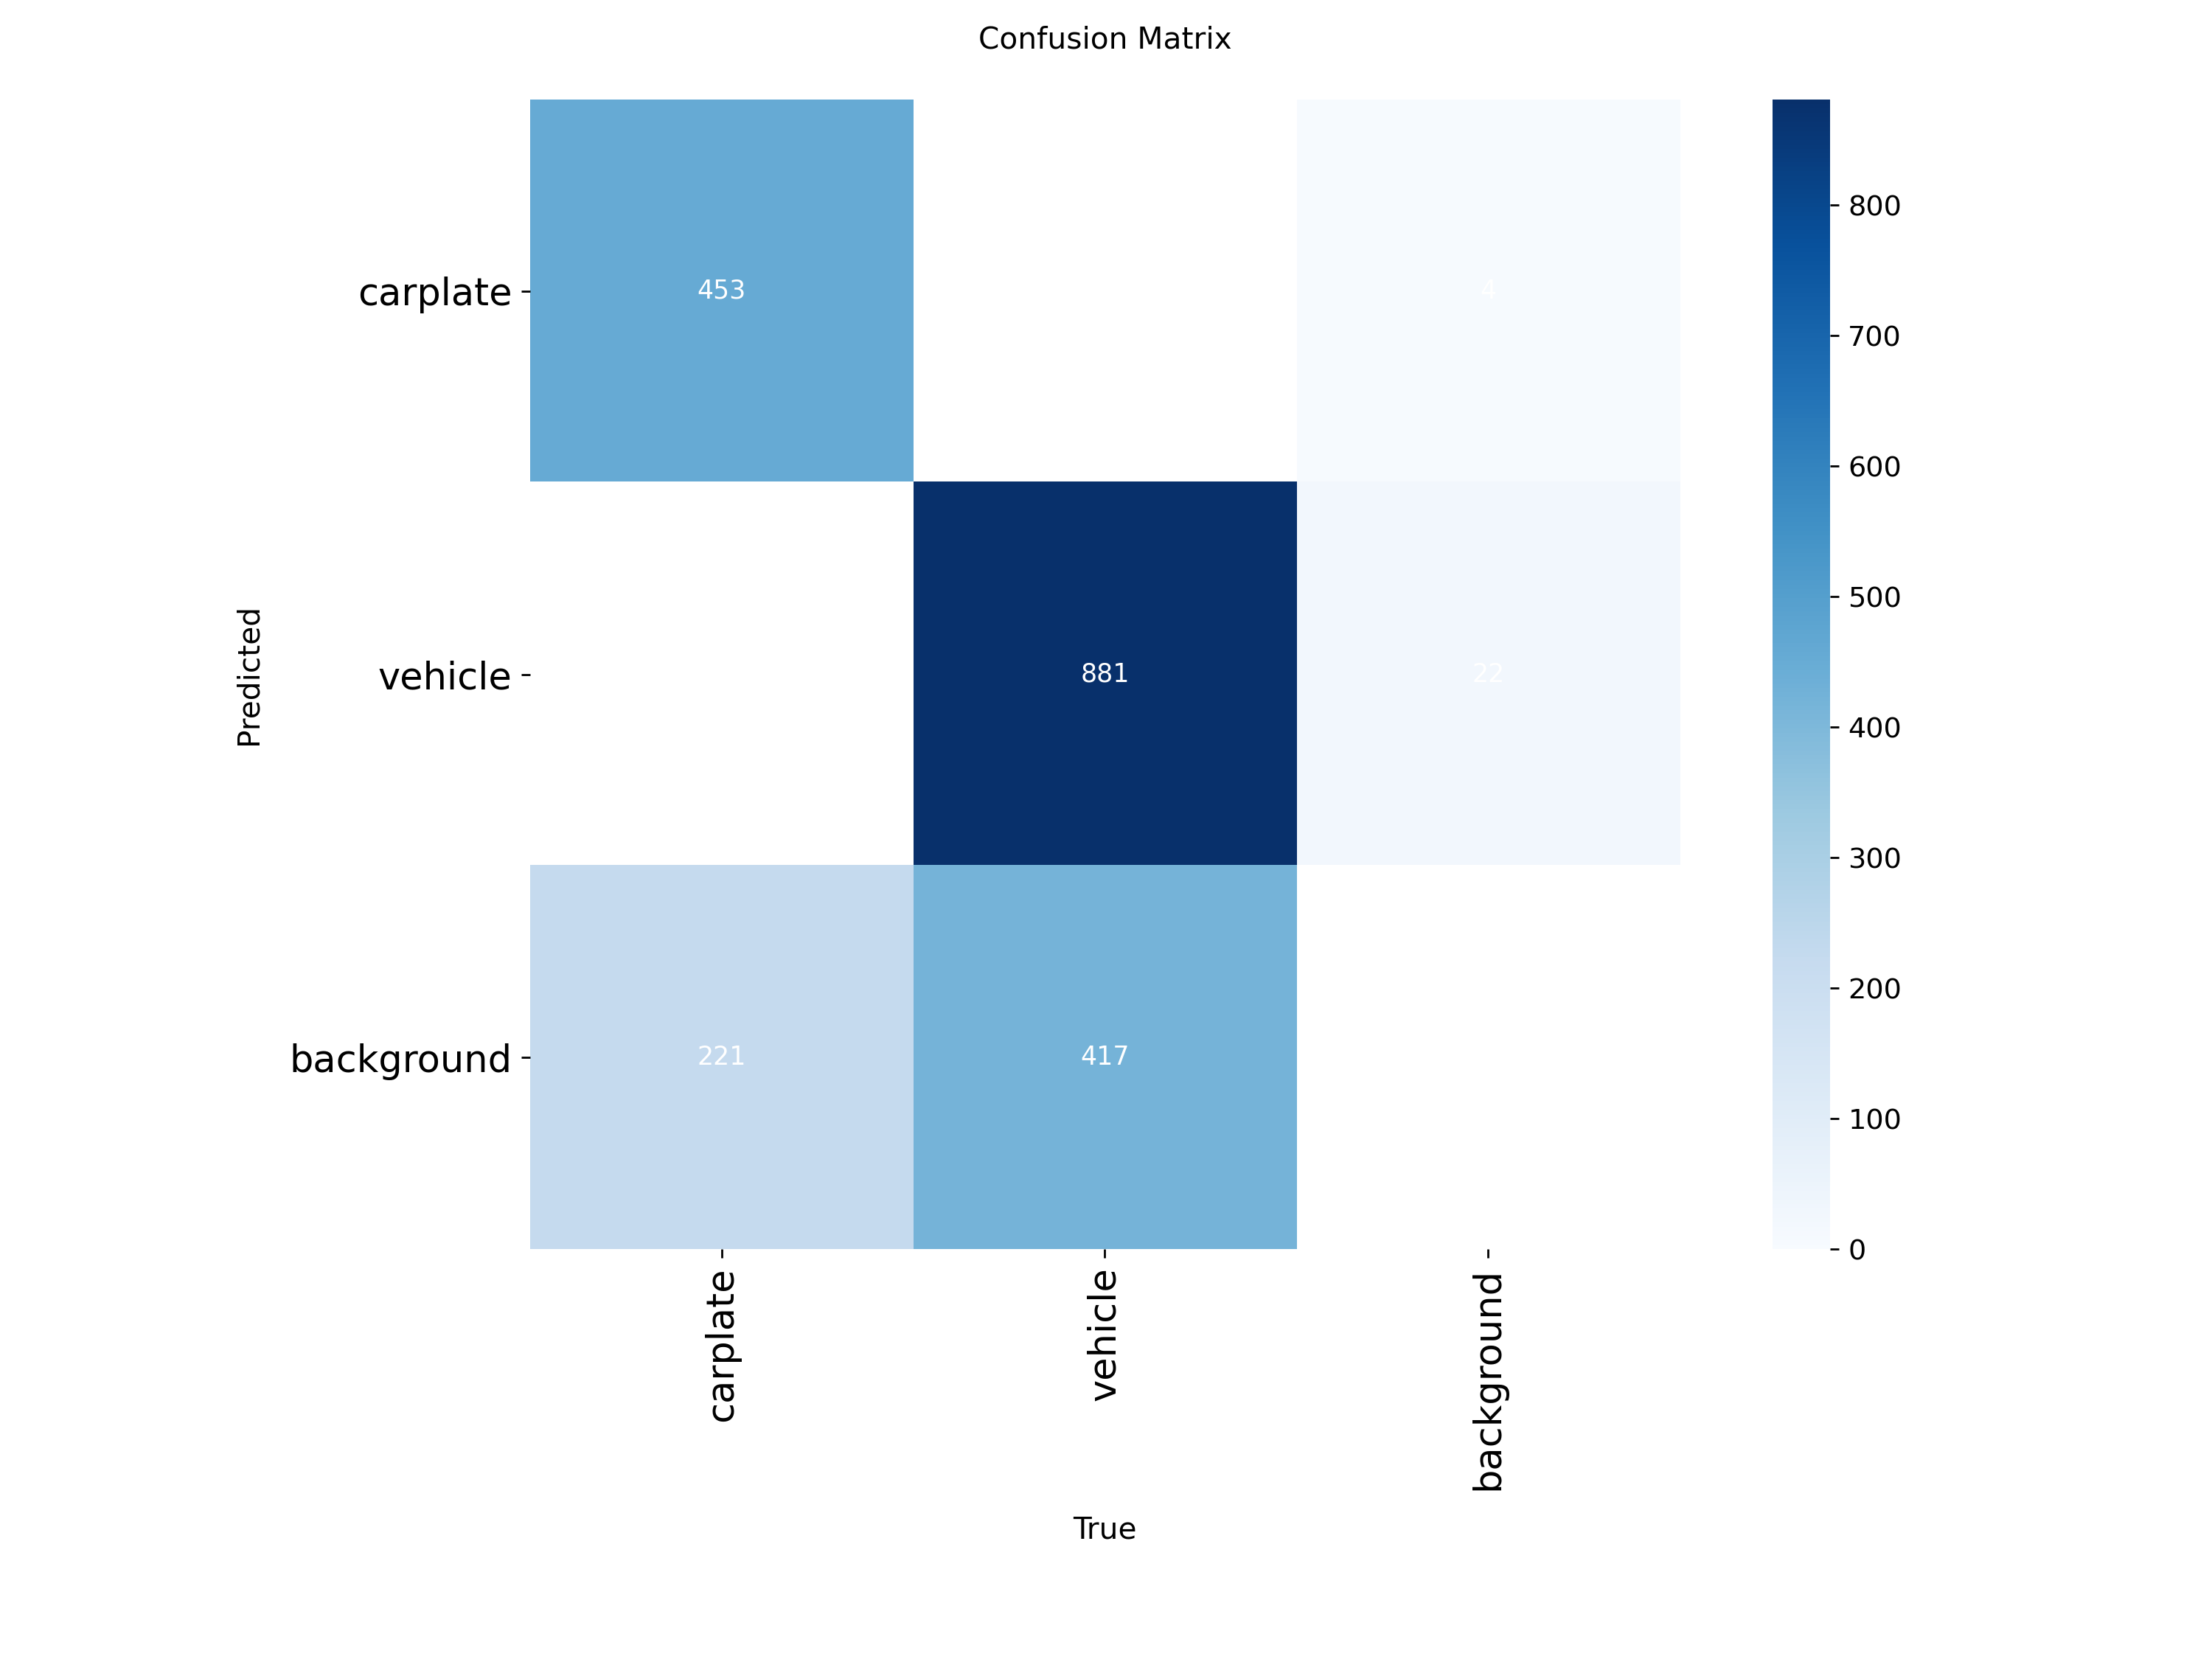 Confusion Matrix
carplate
453
4
vehicle
881
22
background
221
417
Predicted
carplate
vehicle
background
True
800
700
600
500
400
300
200
100
0